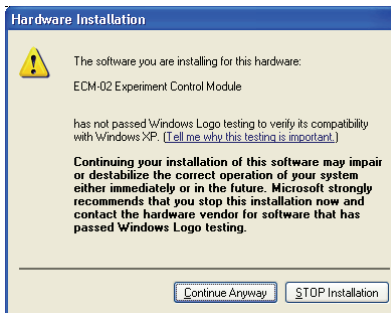 Hardware Installation
The software you are installing for this hardware:
ECM-02 Experiment Control Module
has not passed Windows Logo testing to verify its compatibility
with Windows XP. (Tell me why this testing is important.)
Continuing your installation of this software may impair
or destabilize the correct operation of your system
either immediately or in the future. Microsoft strongly
recommends that you stop this installation now and
contact the hardware vendor for software that has
passed Windows Logo testing.
Continue Anyway STOP Installation